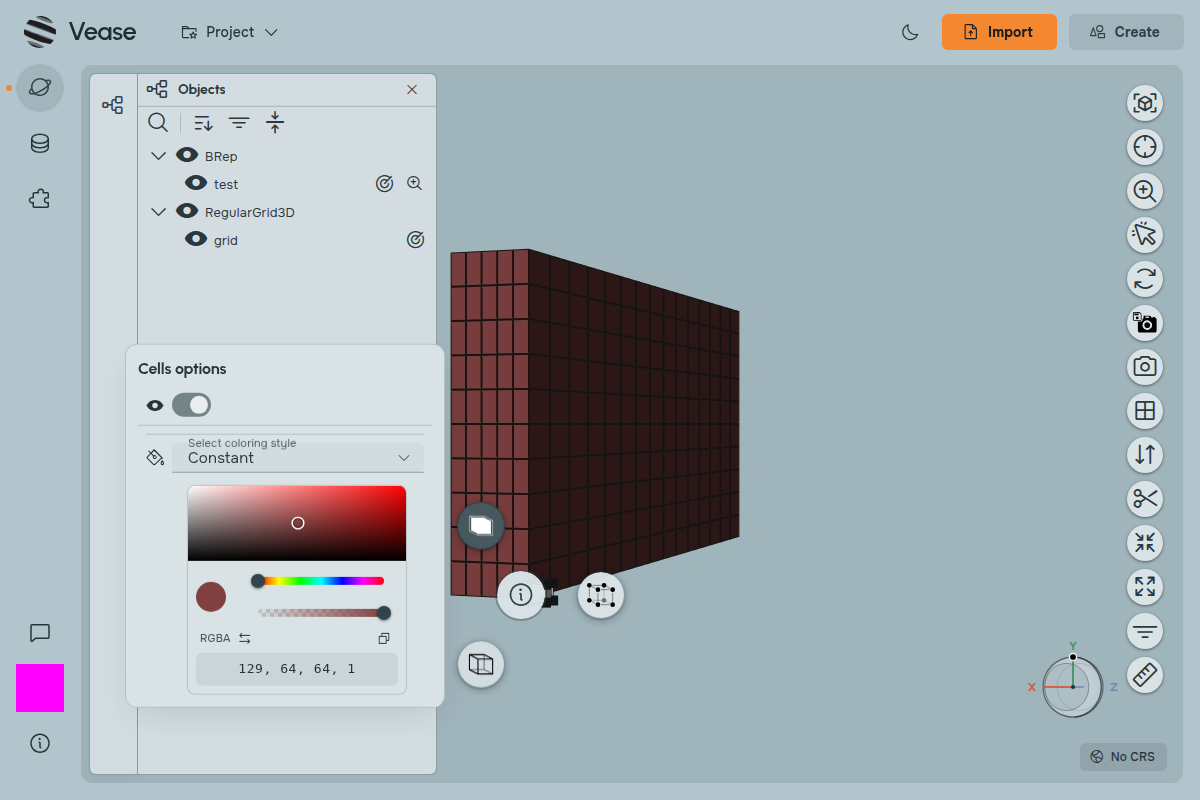 Vease
Project
Import
Create
Objects
BRep
test
RegularGrid3D
grid
Cells options
Select coloring style
Constant
RGBA
129, 64, 64, 1
Y
X
Z
No CRS